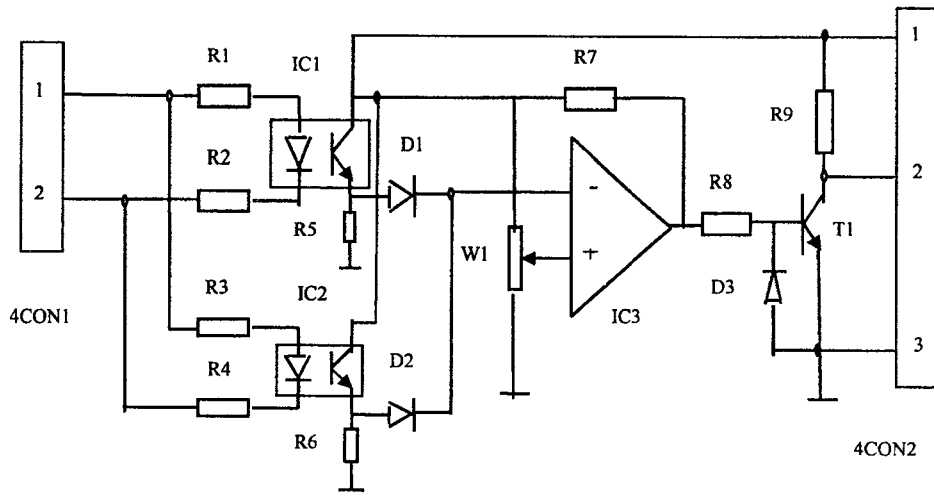 R1
IC1
R7
1
1
R9
R2
D1
2
-
R8
2
R5
W1
+
T1
R3
IC2
D3
4CON1
IC3
3
R4
D2
R6
4CON2